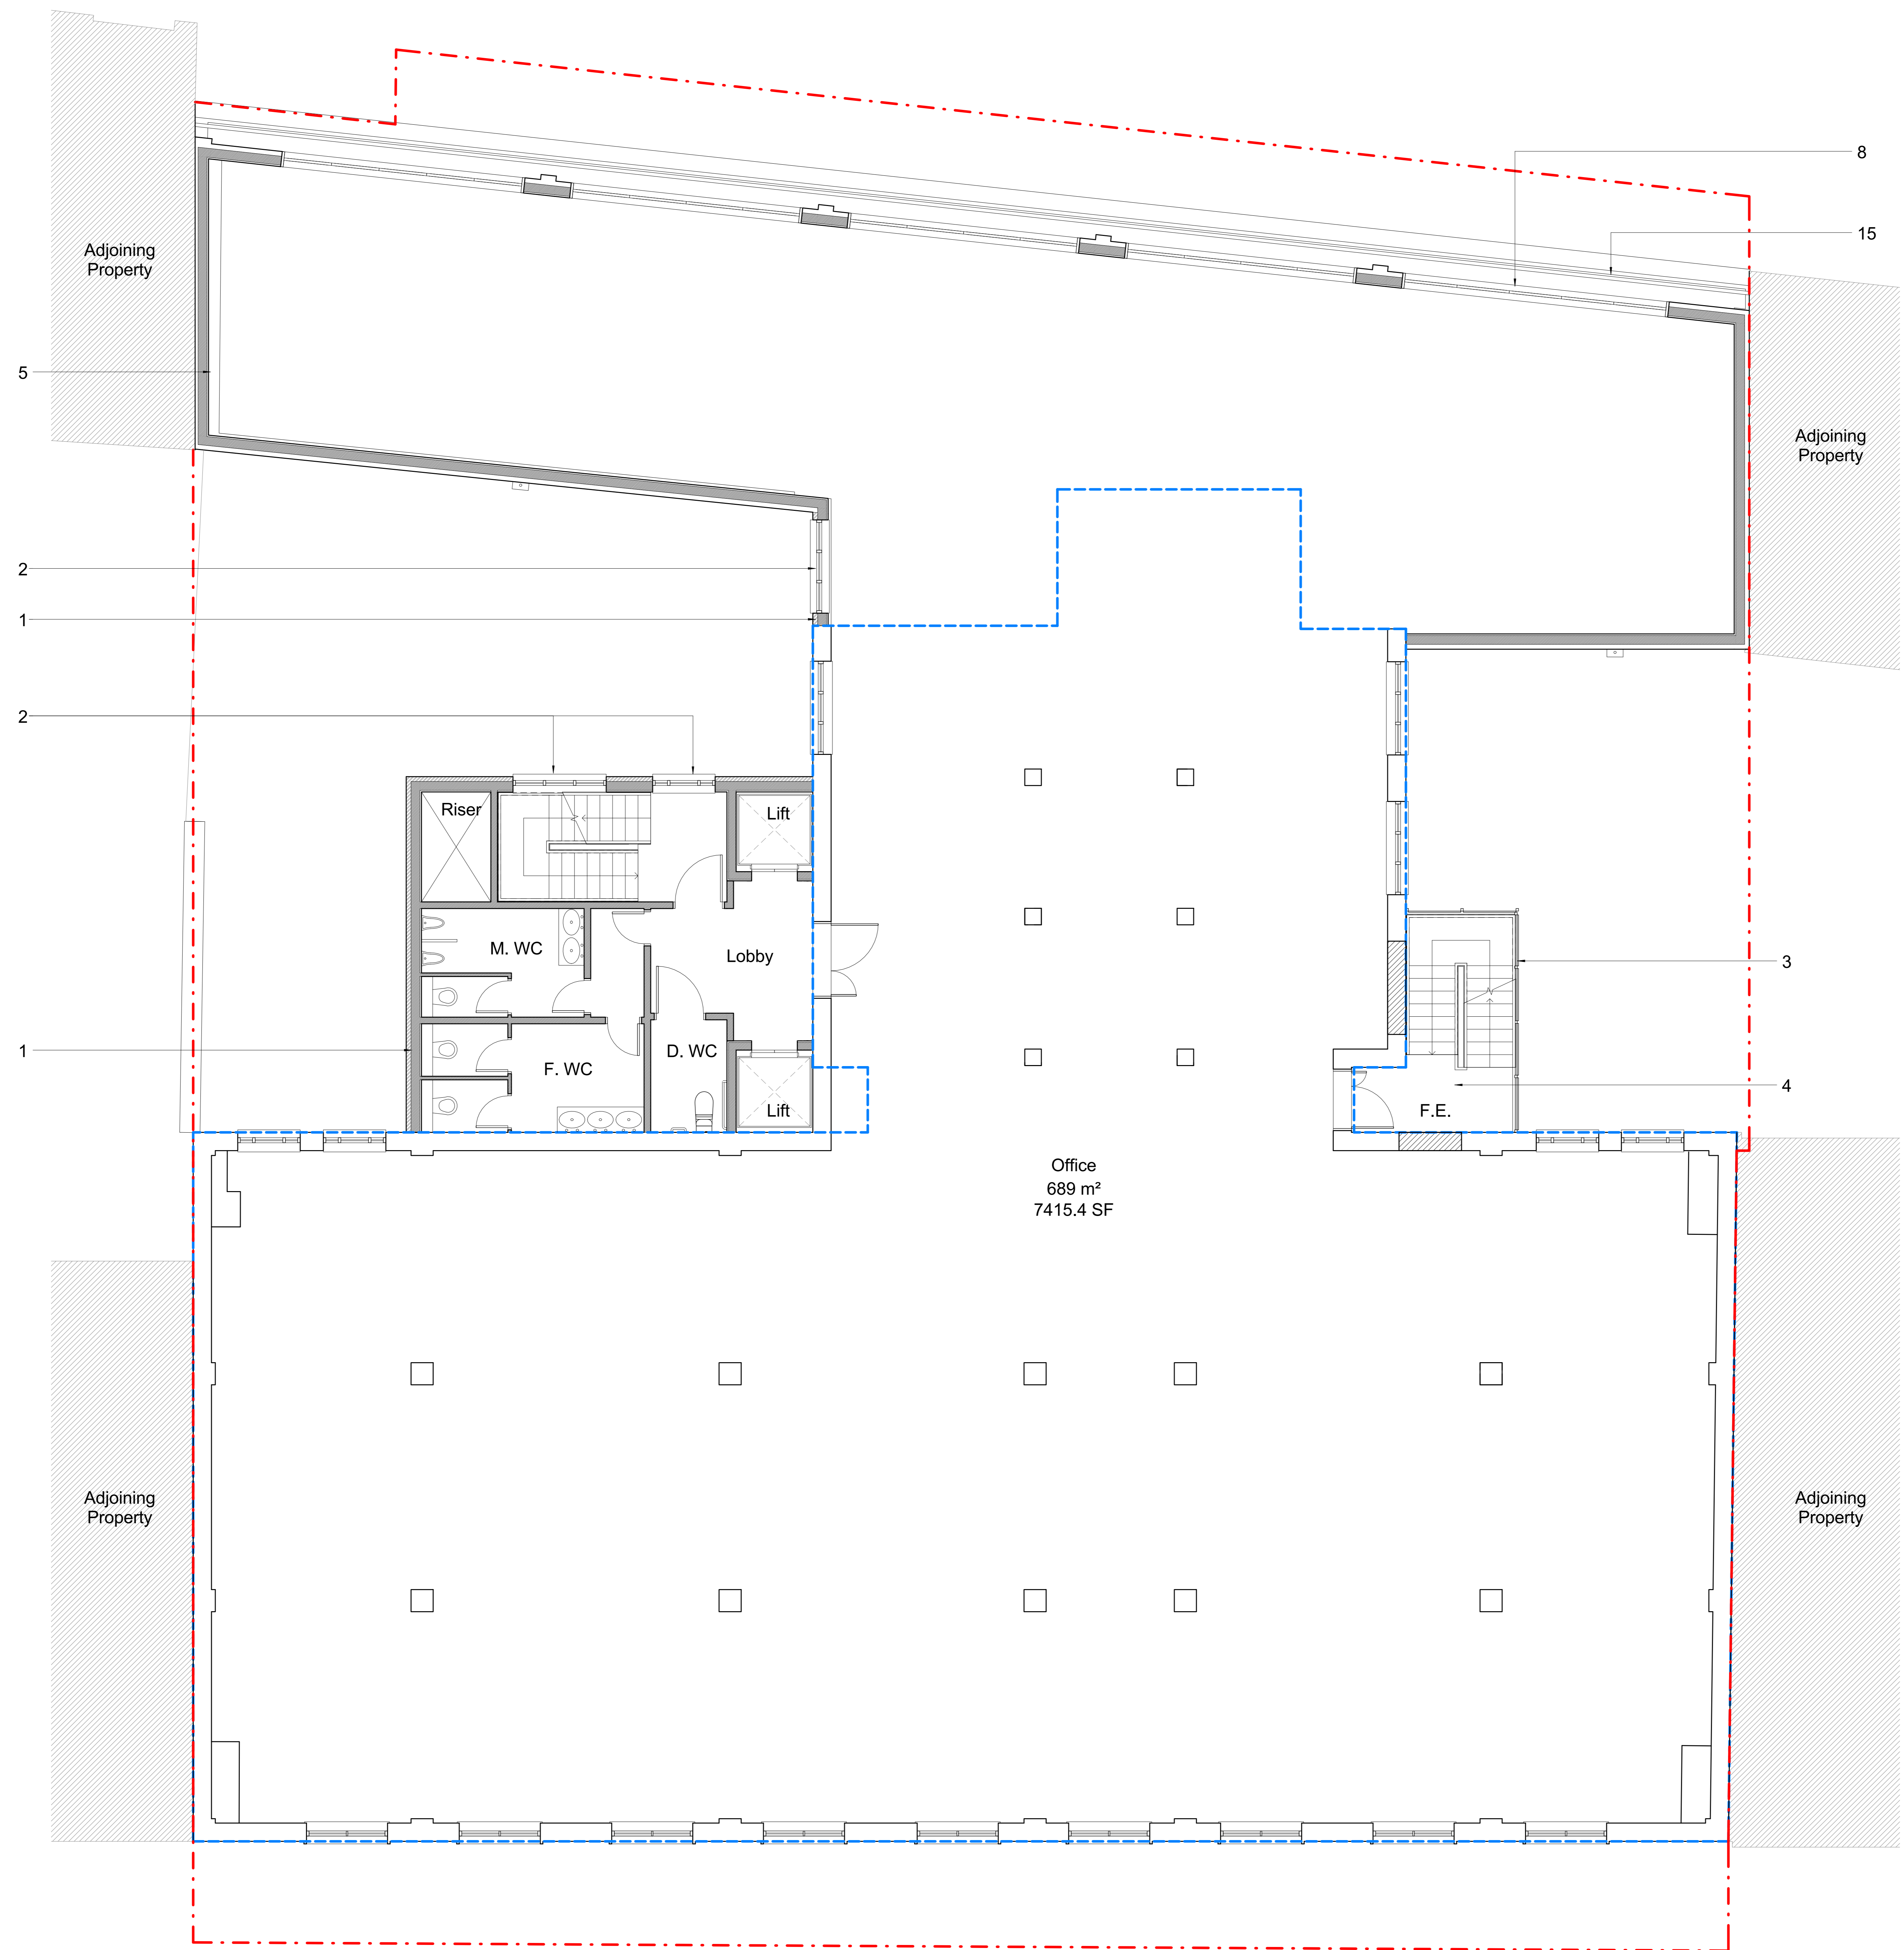 8
15
Adjoining
Property
5
Adjoining
Property
2
1
2
Riser
Lift
M. WC
Lobby
3
1
D. WC
F. WC
4
Lift
F.E.
Office
689 m²
7415.4 SF
Adjoining
Property
Adjoining
Property